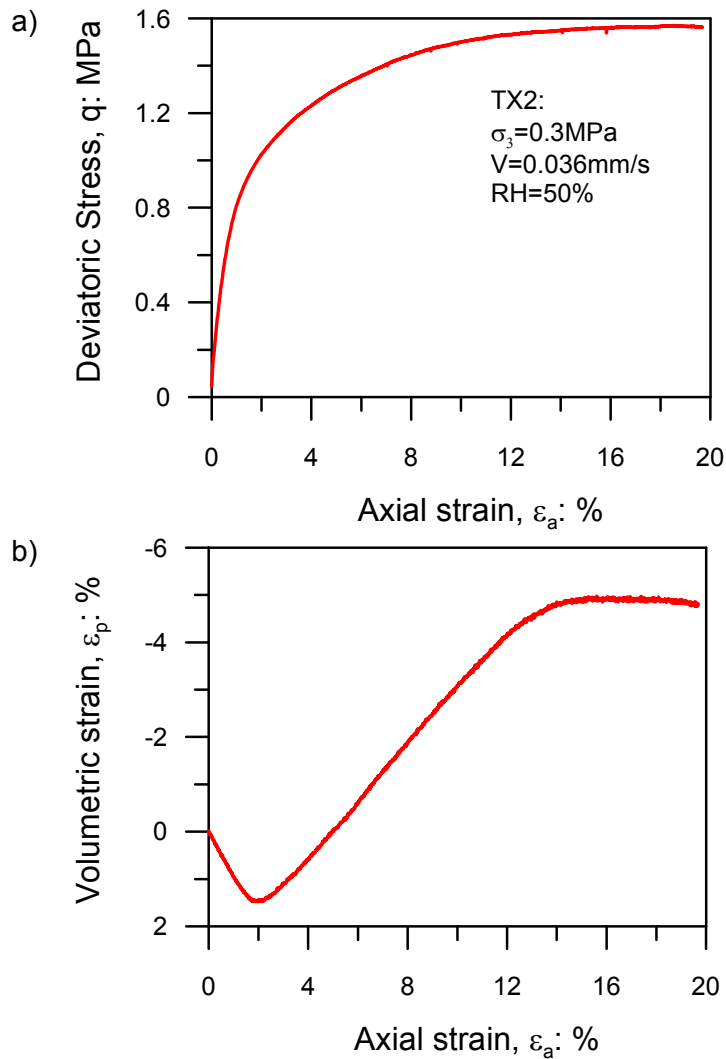 a)
Deviatoric Stress, q: MPa
1.6
1.2
0.8
0.4
0
TX2:
σ₃=0.3MPa
V=0.036mm/s
RH=50%
0 4 8 12 16 20
Axial strain, εₐ: %
b)
Volumetric strain, εₚ: %
-6
-4
-2
0
2
0 4 8 12 16 20
Axial strain, εₐ: %